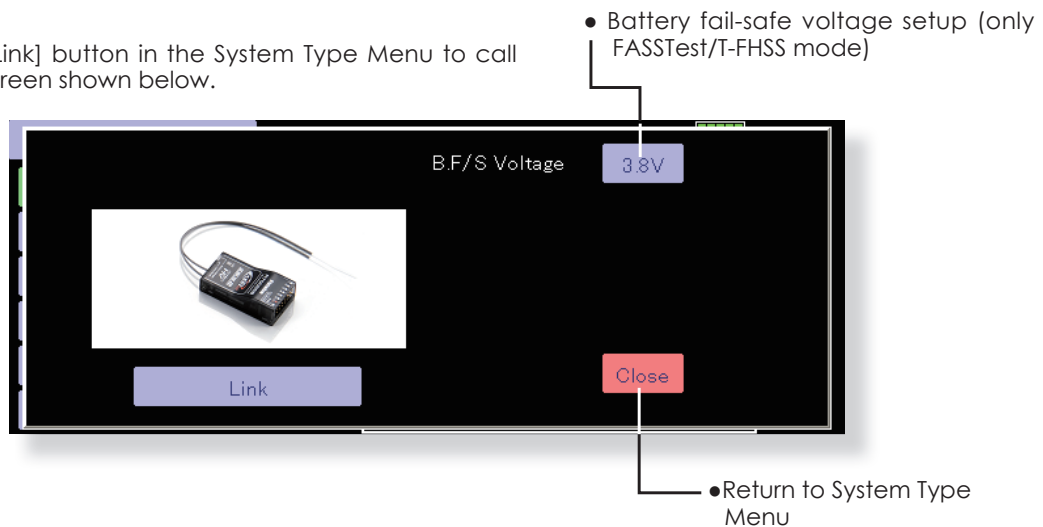 ● Battery fail-safe voltage setup (only
FASSTest/T-FHSS mode)
Link] button in the System Type Menu to call
reen shown below.
B.F/S Voltage
3.8V
Link
Close
●Return to System Type
Menu